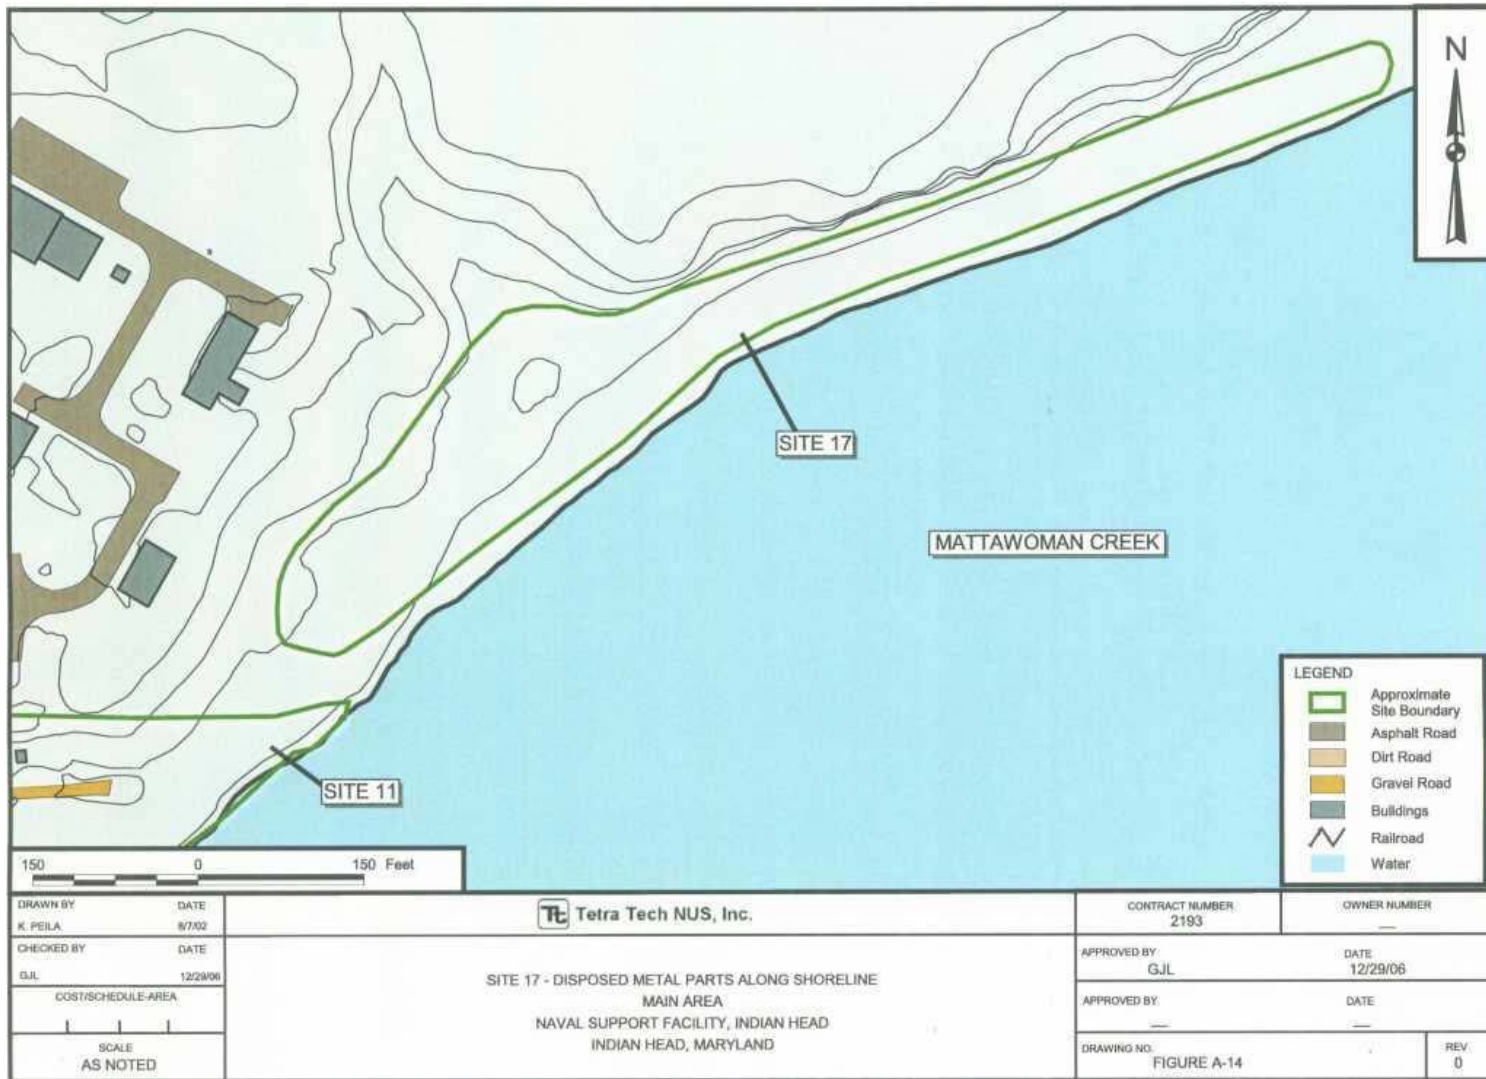 N
SITE 17
MATTAWOMAN CREEK
SITE 11
LEGEND
Approximate
Site Boundary
Asphalt Road
Dirt Road
Gravel Road
Buildings
Railroad
Water
150 0 150 Feet
DRAWN BY DATE
K. PEILA 8/7/02
CHECKED BY DATE
GJL 12/29/06
COST/SCHEDULE-AREA
SCALE
AS NOTED
Tt Tetra Tech NUS, Inc.
SITE 17 - DISPOSED METAL PARTS ALONG SHORELINE
MAIN AREA
NAVAL SUPPORT FACILITY, INDIAN HEAD
INDIAN HEAD, MARYLAND
CONTRACT NUMBER
2193
OWNER NUMBER
—
APPROVED BY DATE
GJL 12/29/06
APPROVED BY DATE
— —
DRAWING NO.
FIGURE A-14
REV
0